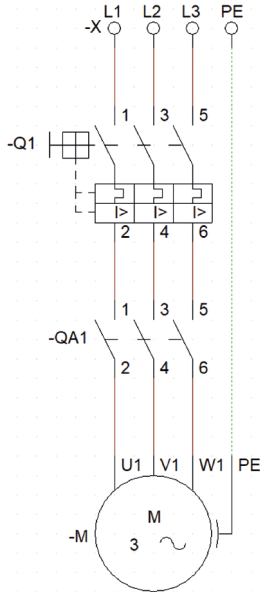 L1 L2 L3 PE
-X
1 3 5
-Q1
I> I> I>
2 4 6
1 3 5
-QA1
2 4 6
U1 V1 W1 PE
M
-M
3